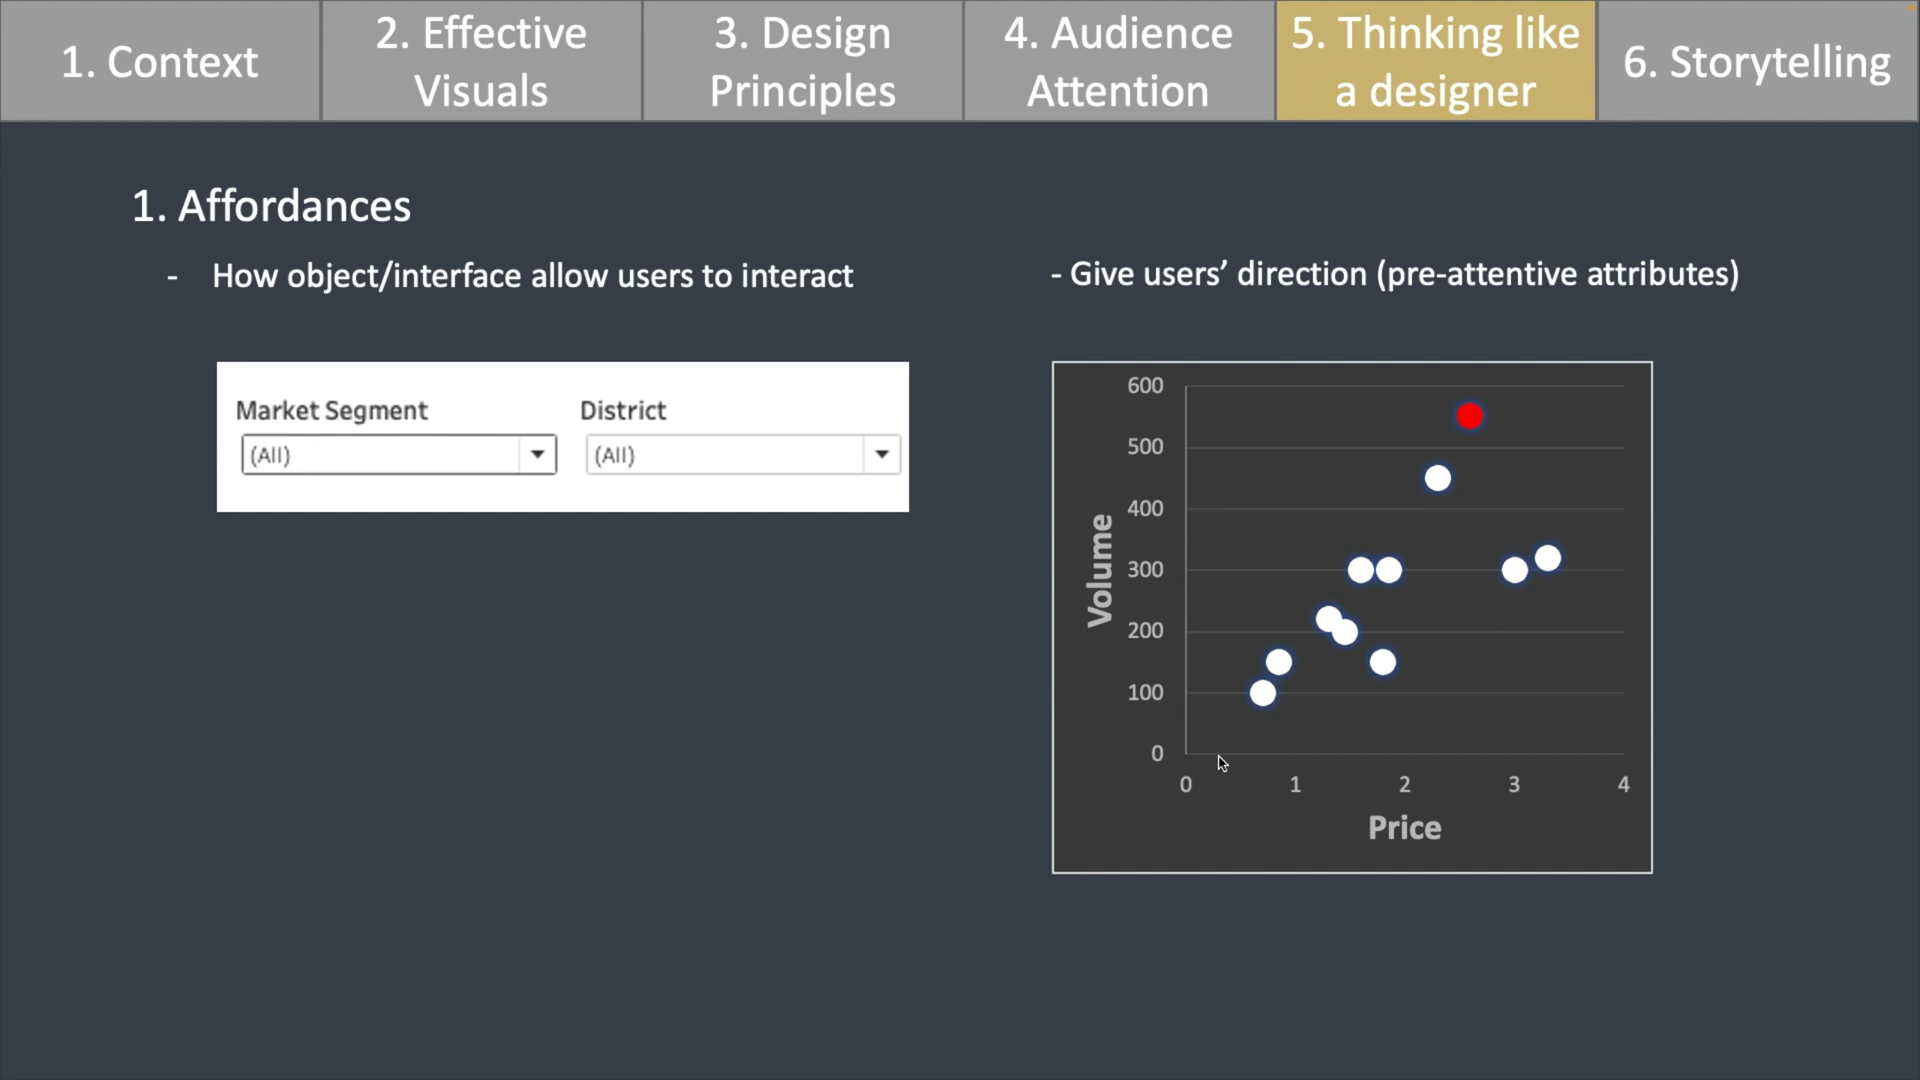 1. Context
2. Effective
Visuals
3. Design
Principles
4. Audience
Attention
5. Thinking like
a designer
6. Storytelling
1. Affordances
- How object/interface allow users to interact
- Give users’ direction (pre-attentive attributes)
Market Segment
District
(All)
(All)
600
500
400
300
200
100
0
Volume
0 1 2 3 4
Price